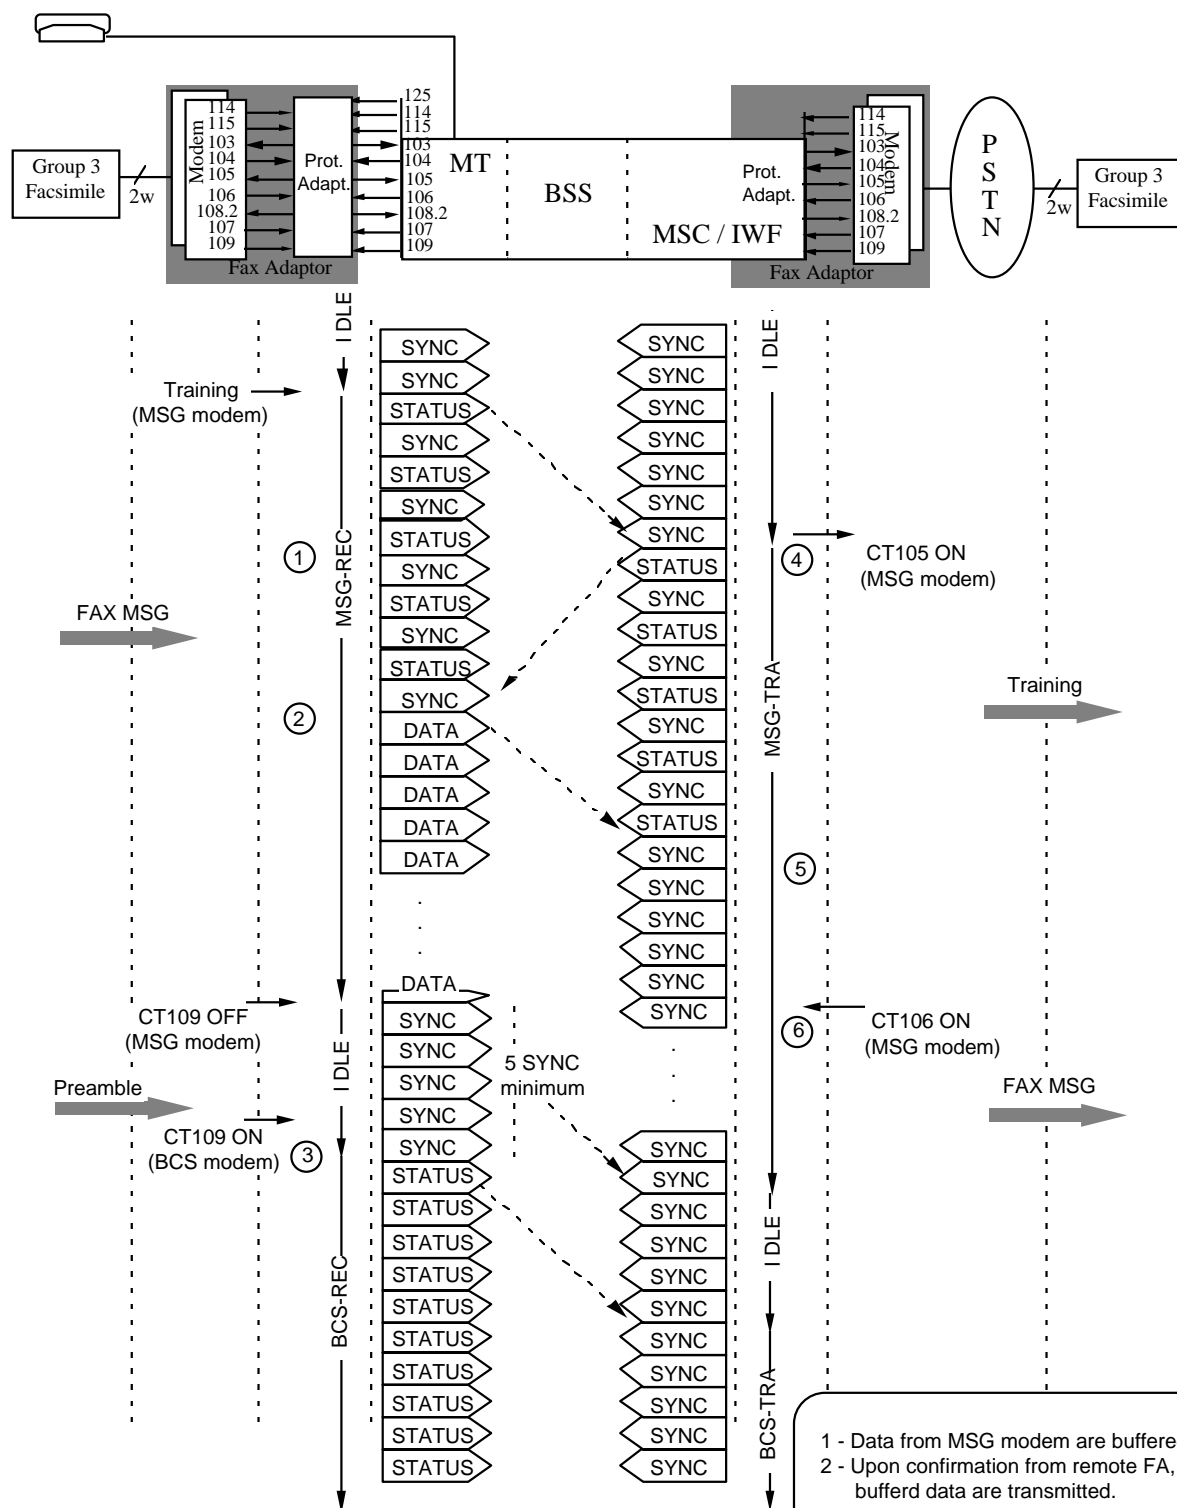 125
114
114
114
115
115
115
103
103
103
104
104
104
105
105
105
106
106
106
108.2
108.2
108.2
107
107
107
109
109
109
Modem
Prot.
Adapt.
MT
BSS
MSC / IWF
Prot.
Adapt.
Modem
P
S
T
N
Group 3
Facsimile
2w
Group 3
Facsimile
2w
Fax Adaptor
Fax Adaptor
I DLE
I DLE
SYNC
SYNC
STATUS
SYNC
STATUS
SYNC
STATUS
SYNC
STATUS
SYNC
STATUS
SYNC
DATA
DATA
DATA
DATA
DATA
.
.
.
DATA
SYNC
SYNC
SYNC
SYNC
SYNC
STATUS
STATUS
STATUS
STATUS
STATUS
STATUS
STATUS
STATUS
STATUS
STATUS
SYNC
SYNC
SYNC
SYNC
SYNC
SYNC
SYNC
STATUS
SYNC
STATUS
SYNC
STATUS
SYNC
STATUS
SYNC
STATUS
SYNC
SYNC
SYNC
SYNC
SYNC
SYNC
.
.
.
SYNC
SYNC
SYNC
SYNC
SYNC
SYNC
SYNC
SYNC
SYNC
SYNC
SYNC
Training
(MSG modem)
1
MSG-REC
FAX MSG
2
CT109 OFF
(MSG modem)
I DLE
5 SYNC
minimum
Preamble
CT109 ON
(BCS modem)
3
BCS-REC
4
CT105 ON
(MSG modem)
MSG-TRA
Training
5
6
CT106 ON
(MSG modem)
FAX MSG
I DLE
BCS-TRA
1 - Data from MSG modem are buffere
2 - Upon confirmation from remote FA,
bufferd data are transmitted.